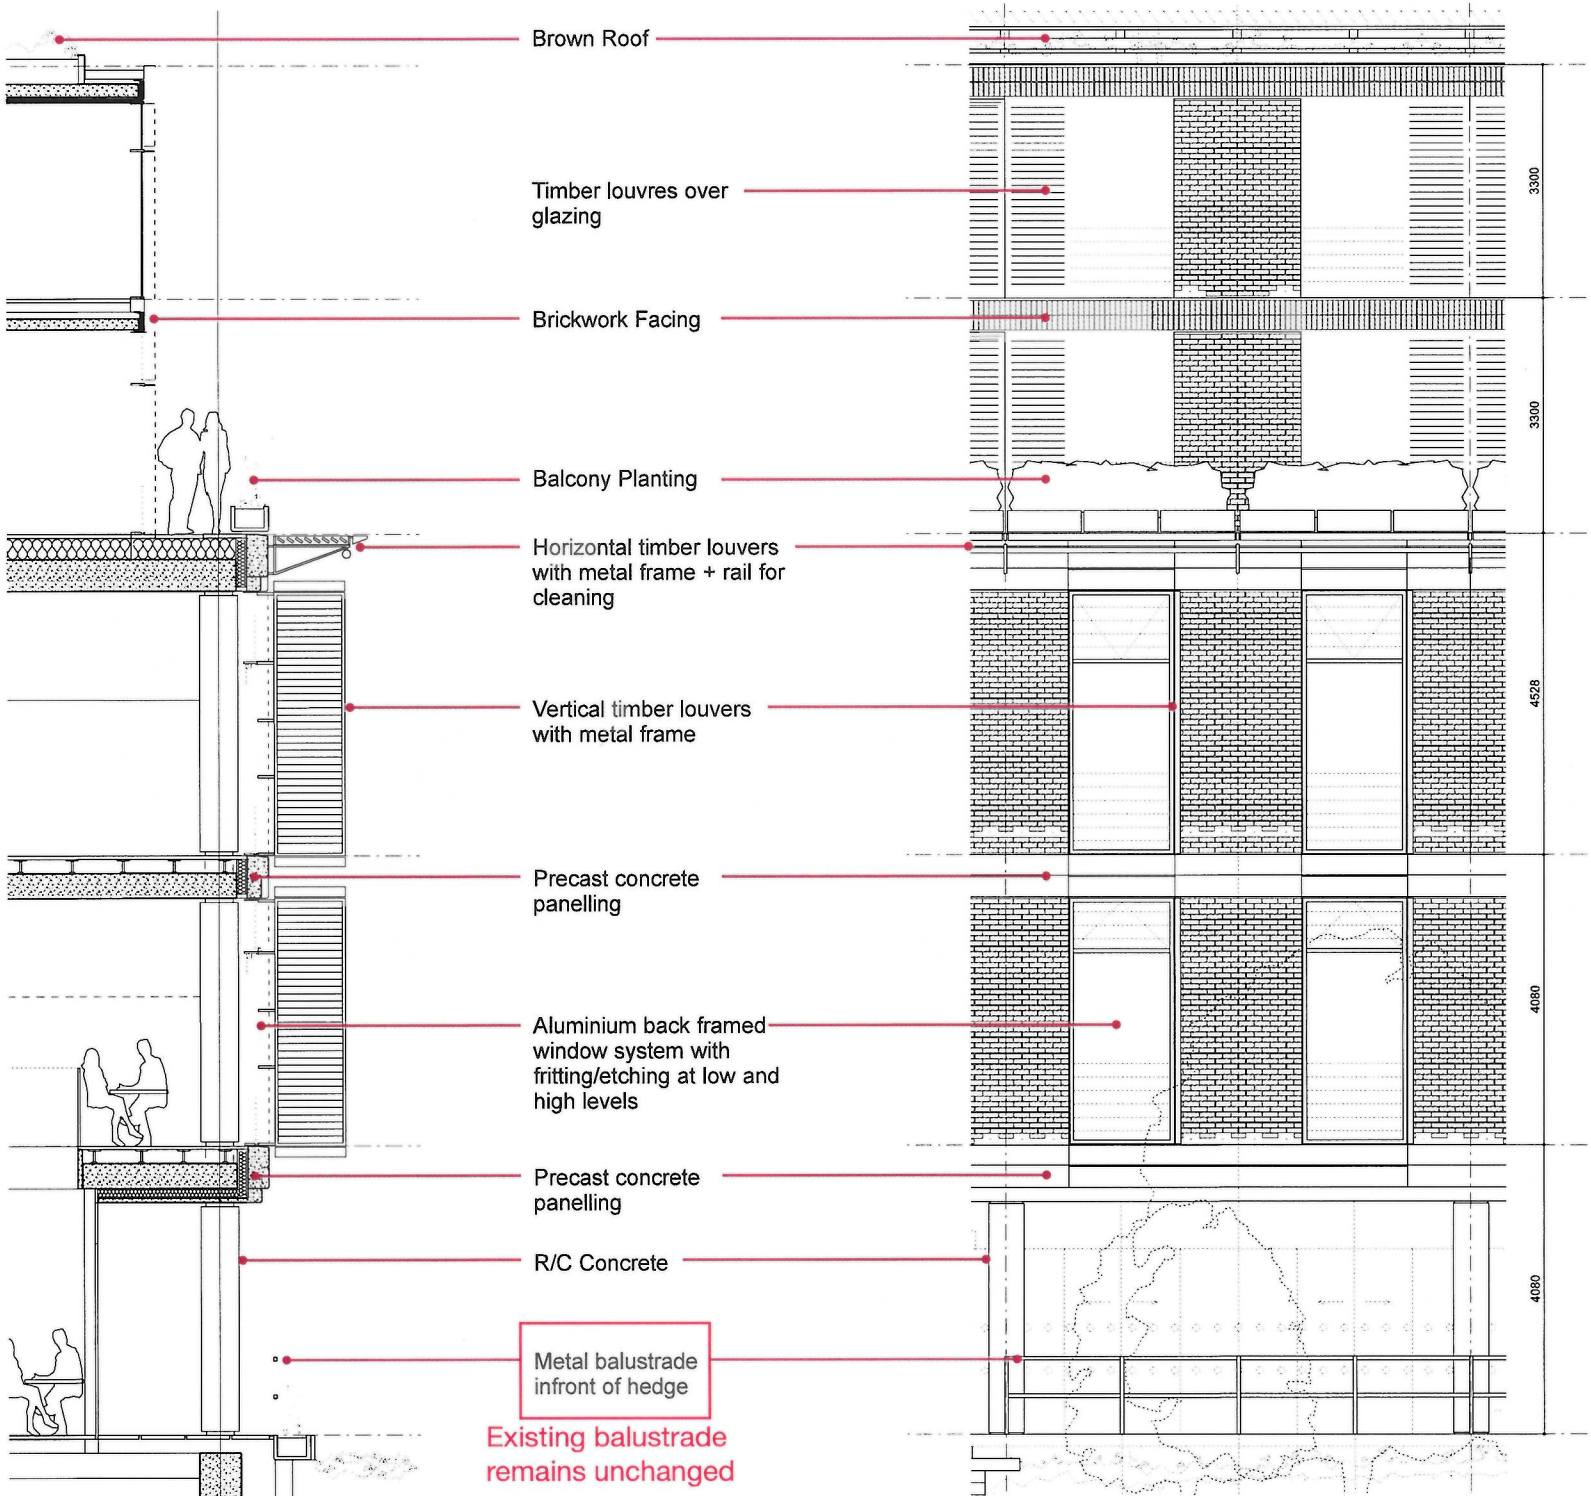 Brown Roof
Timber louvres over
glazing
3300
Brickwork Facing
3300
Balcony Planting
Horizontal timber louvers
with metal frame + rail for
cleaning
Vertical timber louvers
with metal frame
4528
Precast concrete
panelling
Aluminium back framed
window system with
fritting/etching at low and
high levels
4080
Precast concrete
panelling
R/C Concrete
4080
Metal balustrade
infront of hedge
Existing balustrade
remains unchanged